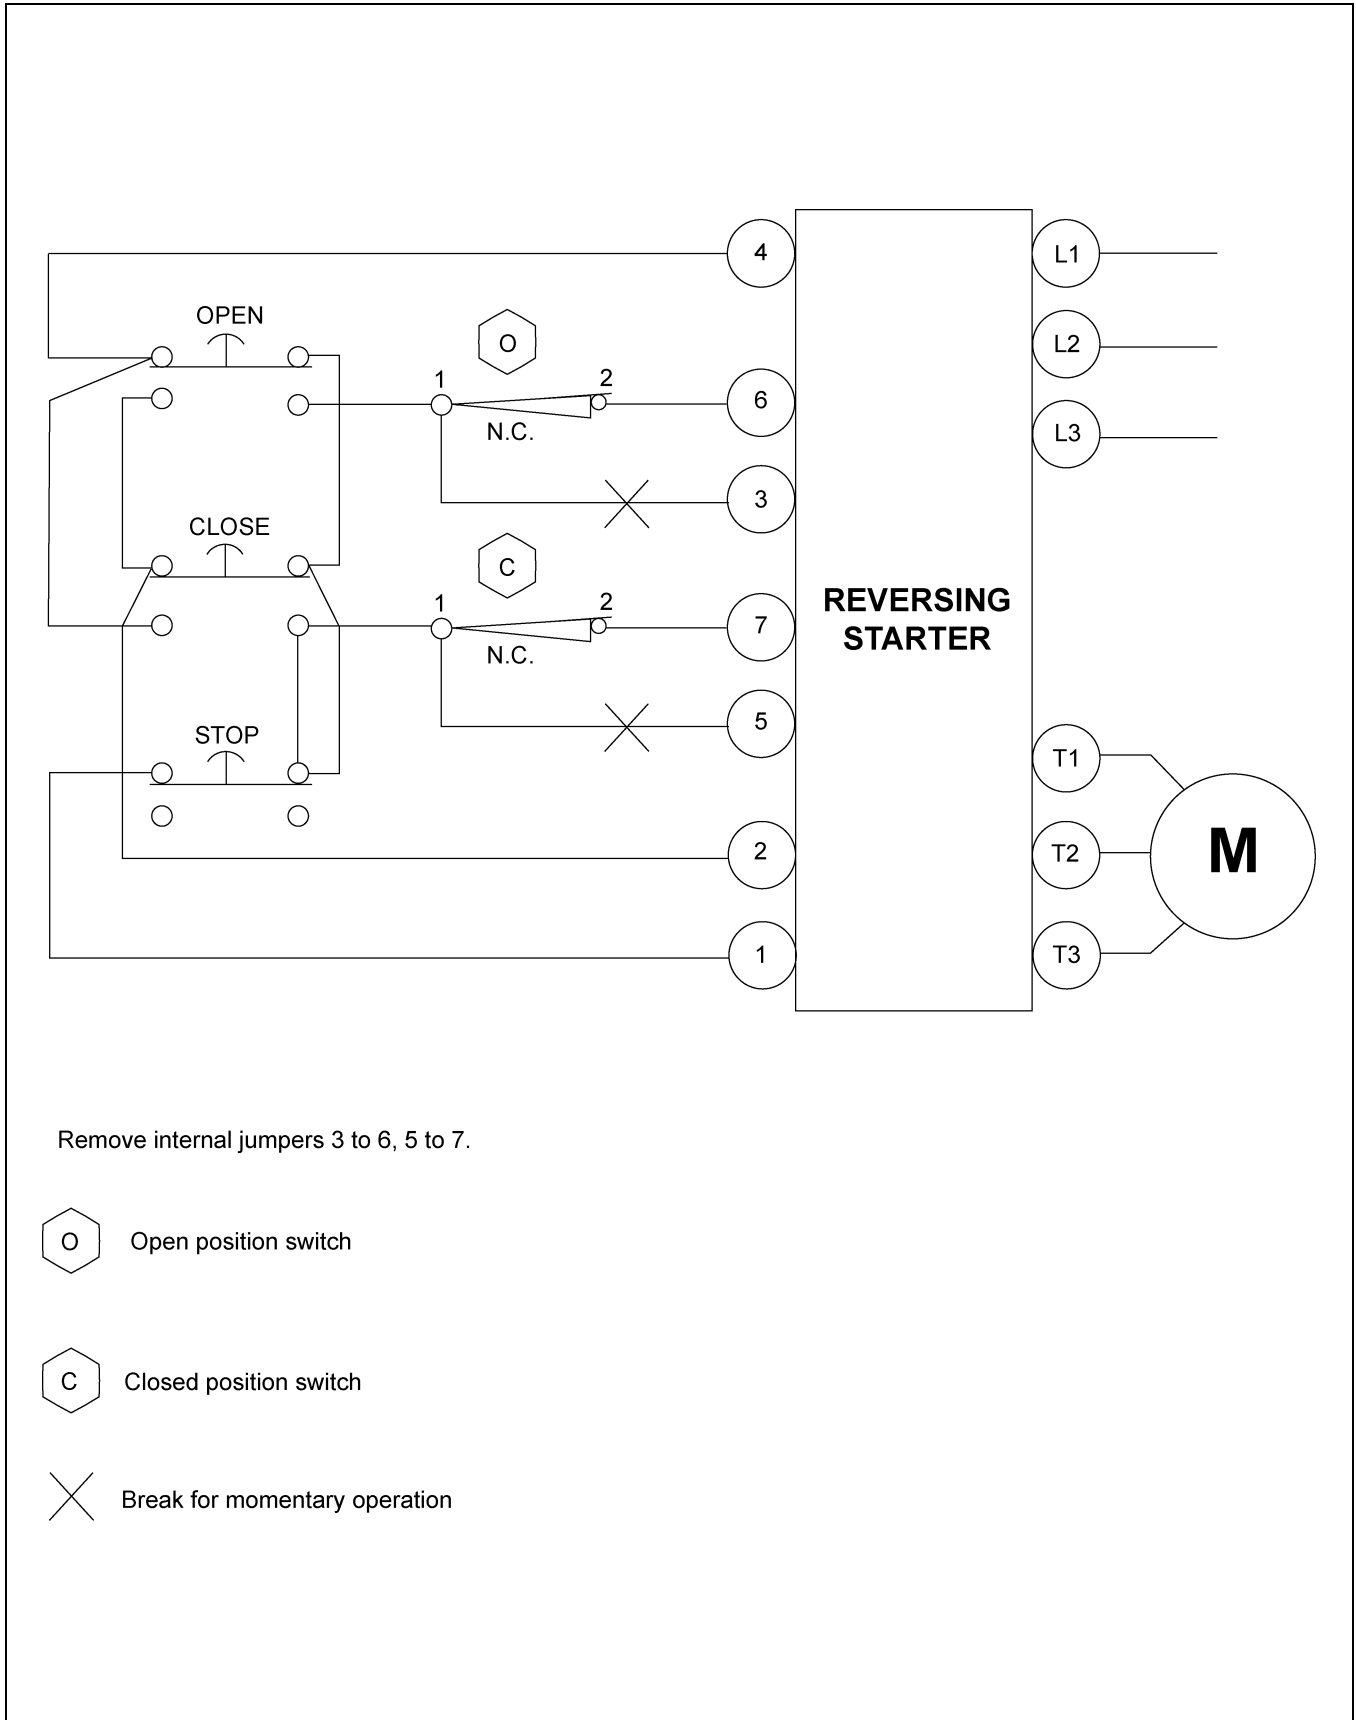 4
L1
OPEN
O
L2
1
2
6
N.C.
L3
3
CLOSE
C
1
2
7
REVERSING
STARTER
N.C.
5
STOP
T1
2
T2
M
1
T3
Remove internal jumpers 3 to 6, 5 to 7.
O Open position switch
C Closed position switch
Break for momentary operation